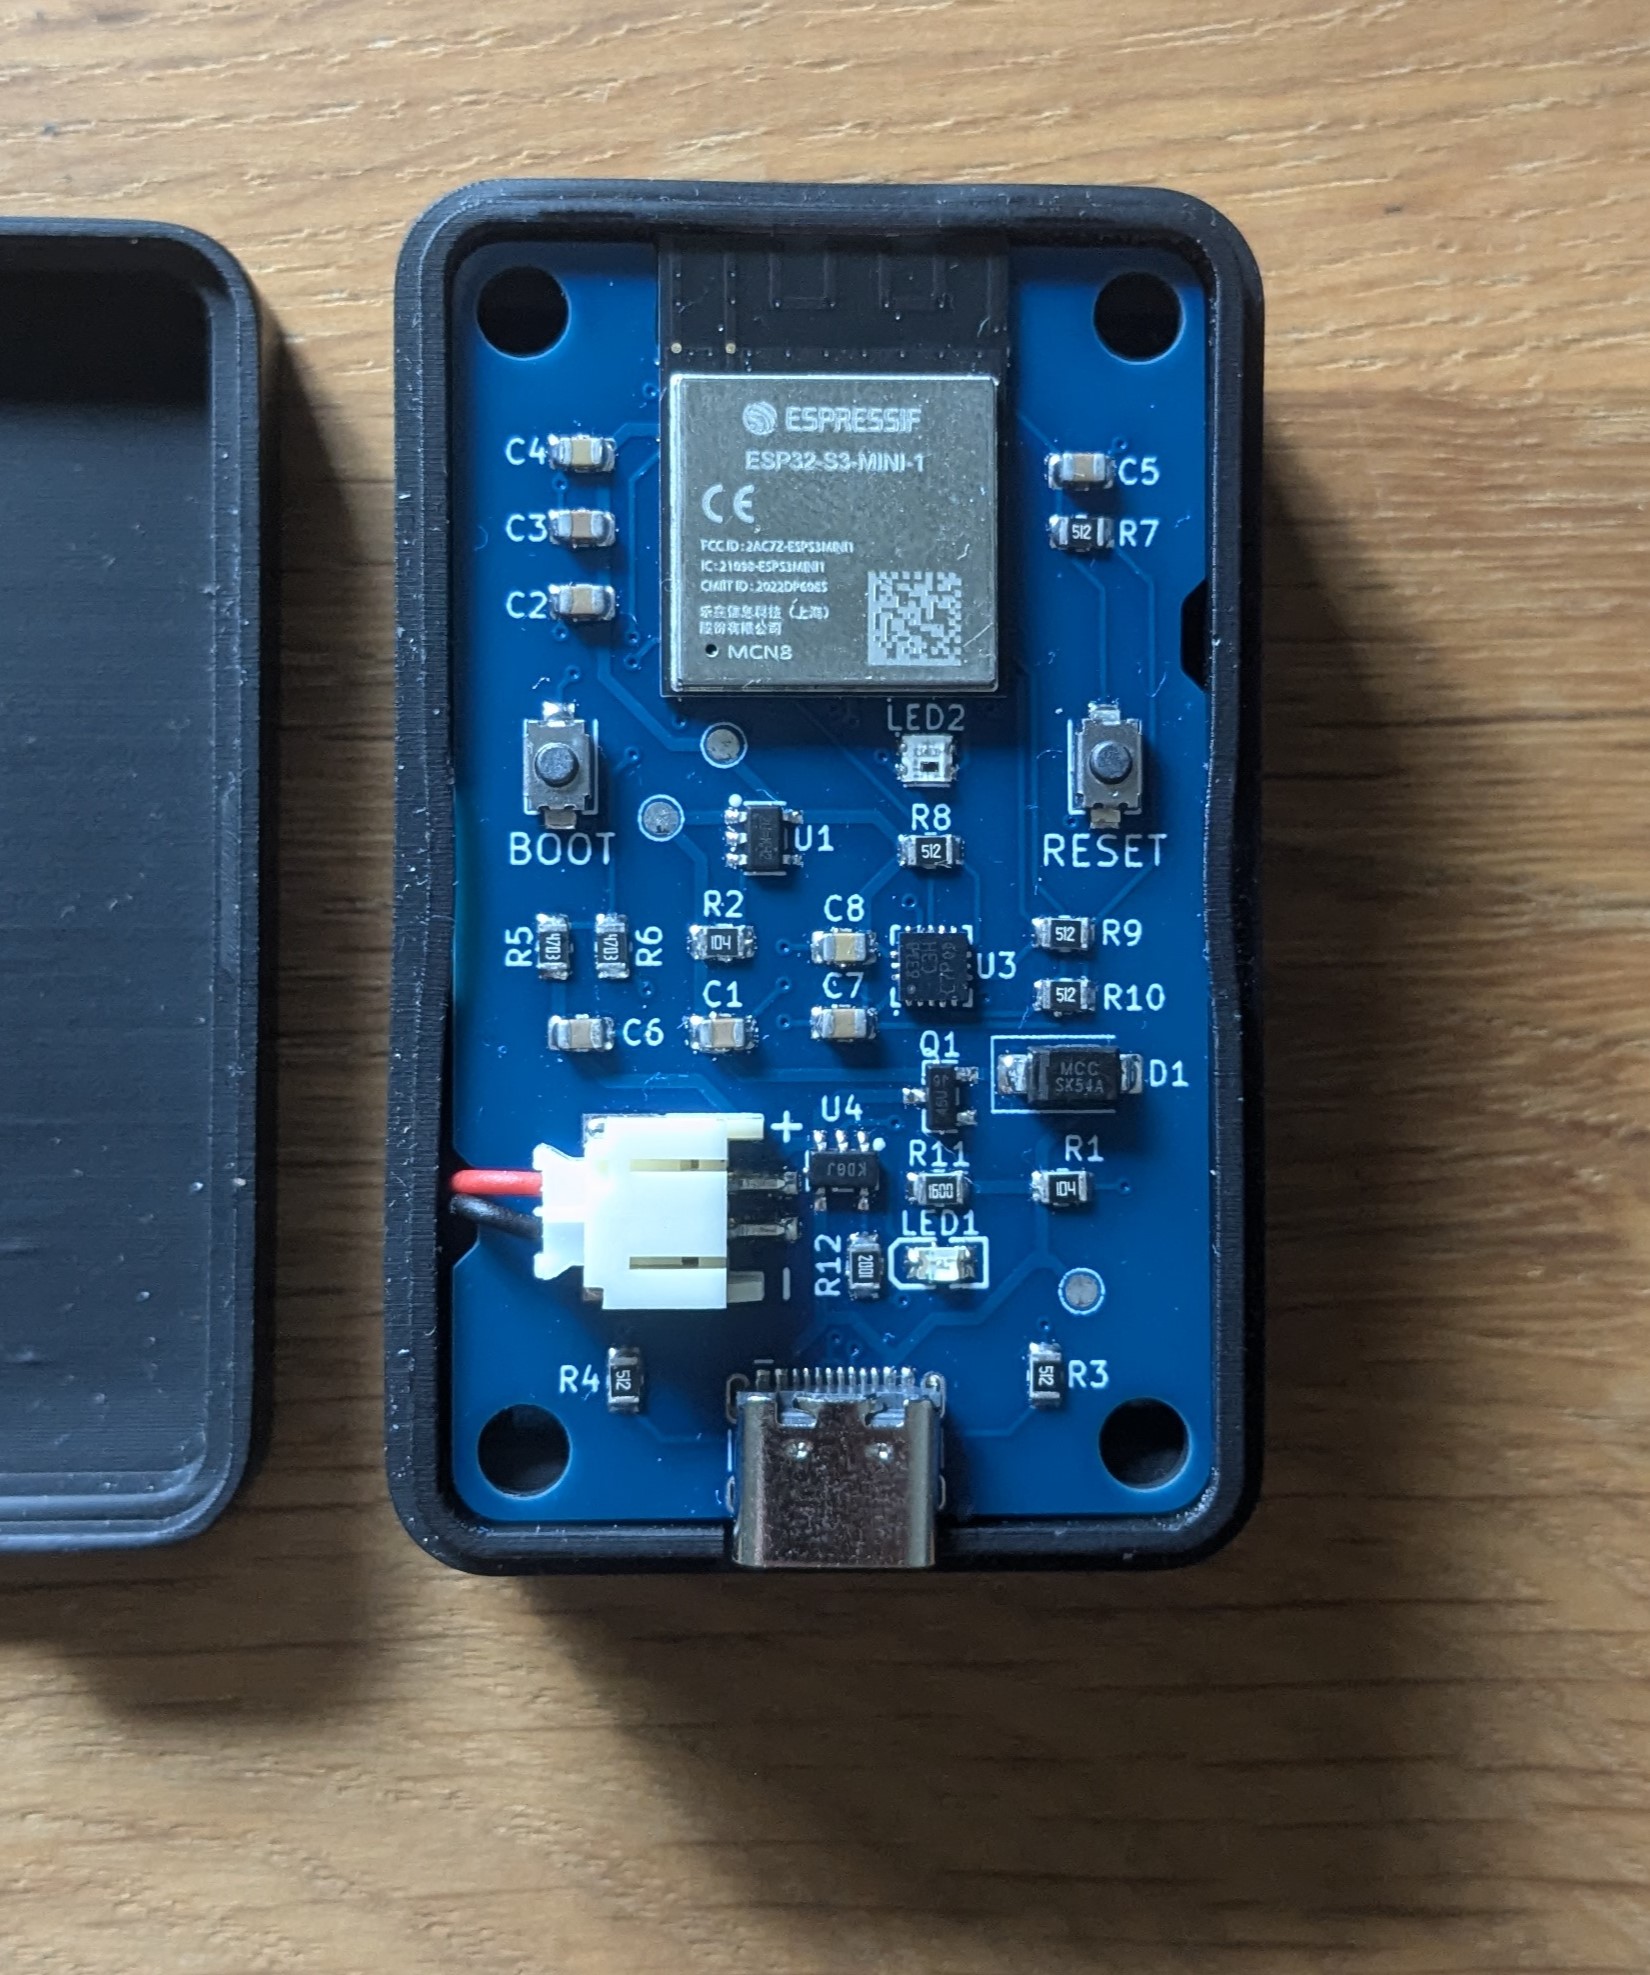 ESPRESSIF
ESP32-S3-MINI-1
CE
FCC ID : 2AC7Z-ESPS3MINI1
IC : 21098-ESPS3MINI1
乐鑫信息科技（上海）
股份有限公司
MCN8
C4
C3
C2
C5
512 R7
LED2
BOOT
U1
R8
512
RESET
R5
4703
4703
R6
R2
104
C8
U3
512 R9
C1
C7
512 R10
C6
Q1
MCC
SK54A
D1
+
U4
KDGJ
R11
1600
R1
104
LED1
R12
2001
-
R4
512
512
R3